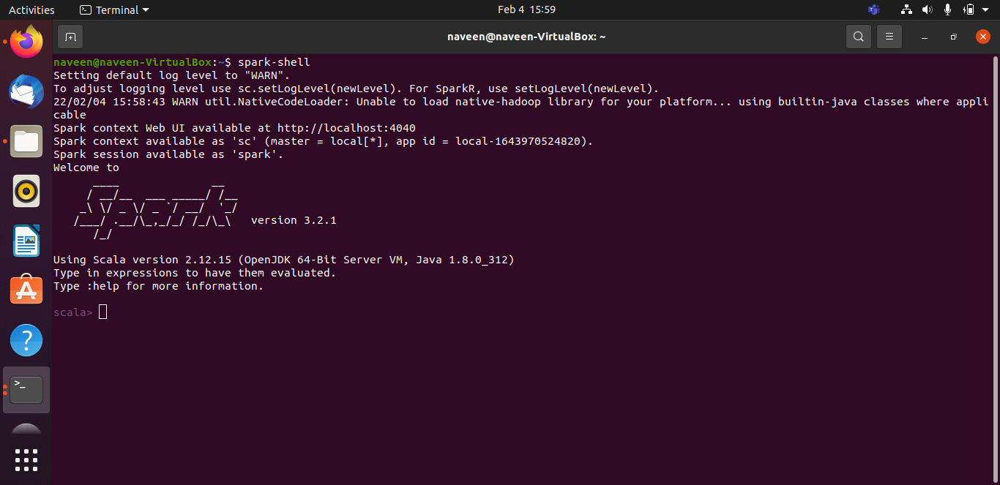 Activities
Terminal
Feb 4 15:59
naveen@naveen-VirtualBox: ~
naveen@naveen-VirtualBox:~$ spark-shell
Setting default log level to "WARN".
To adjust logging level use sc.setLogLevel(newLevel). For SparkR, use setLogLevel(newLevel).
22/02/04 15:58:43 WARN util.NativeCodeLoader: Unable to load native-hadoop library for your platform... using builtin-java classes where appli
cable
Spark context Web UI available at http://localhost:4040
Spark context available as 'sc' (master = local[*], app id = local-1643970524820).
Spark session available as 'spark'.
Welcome to
      ____              __
     / __/__  ___ _____/ /__
    _\ \/ _ \/ _ `/ __/  '_/
   /___/ .__/\_,_/_/ /_/\_\   version 3.2.1
      /_/
Using Scala version 2.12.15 (OpenJDK 64-Bit Server VM, Java 1.8.0_312)
Type in expressions to have them evaluated.
Type :help for more information.
scala>